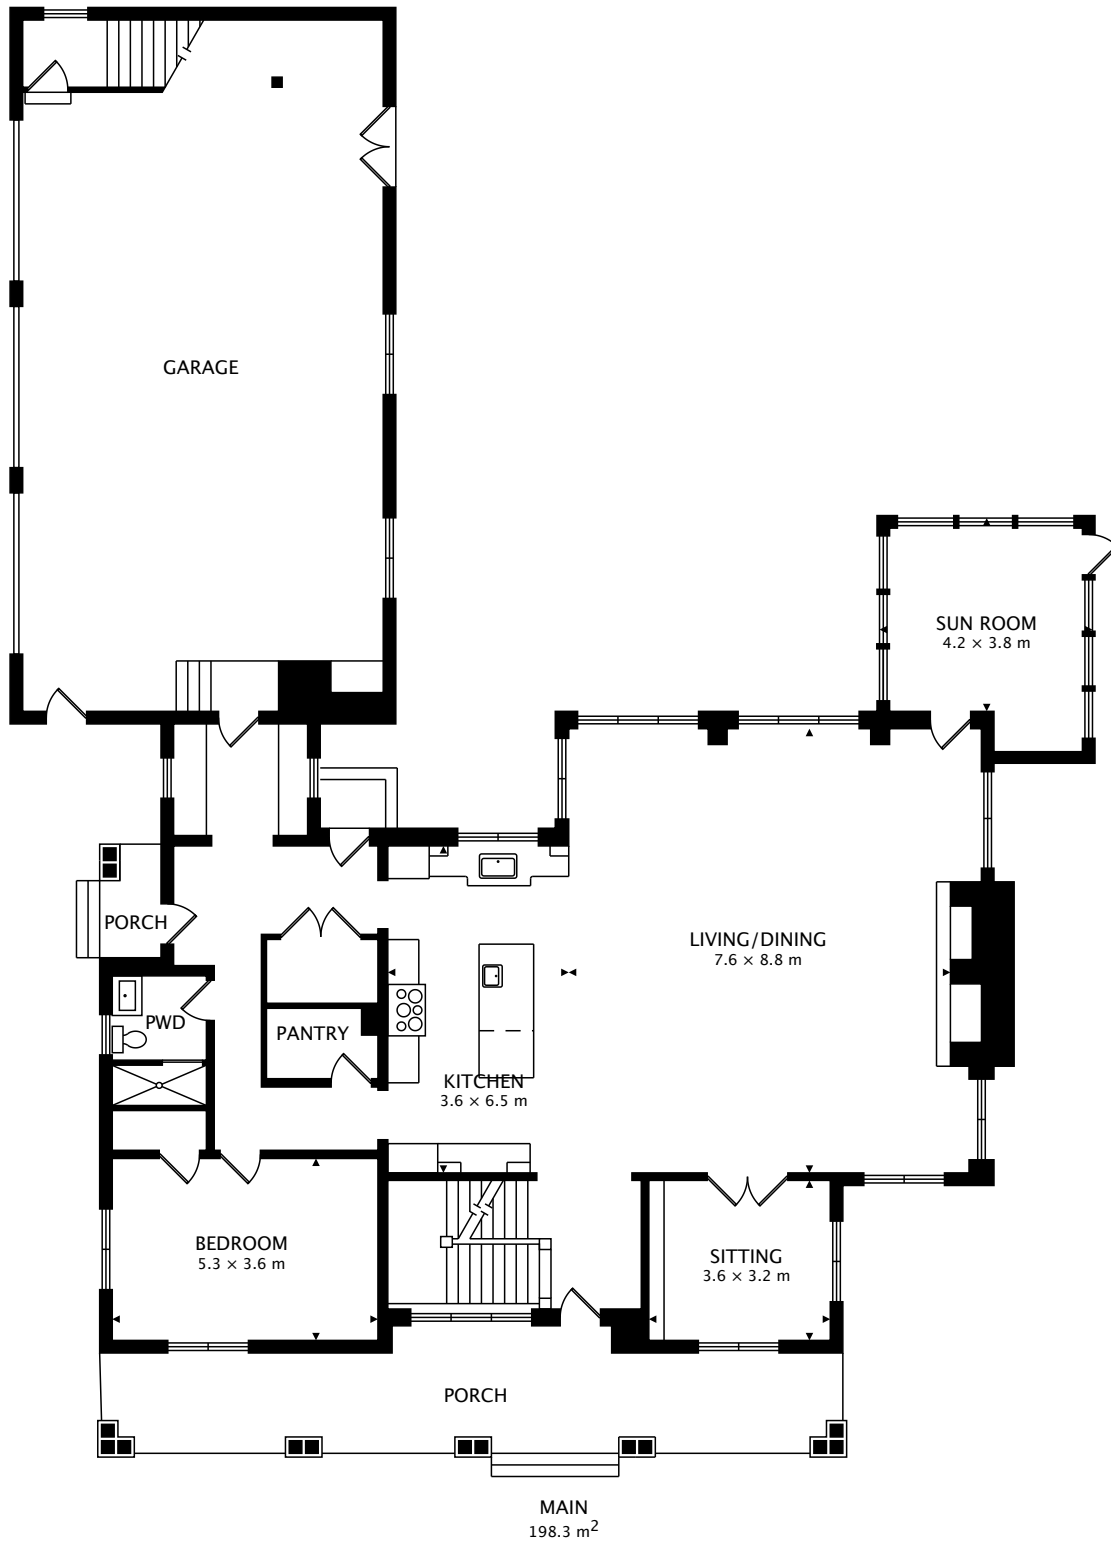 GARAGE
SUN ROOM
4.2 × 3.8 m
PORCH
LIVING/DINING
7.6 × 8.8 m
PWD
PANTRY
KITCHEN
3.6 × 6.5 m
BEDROOM
5.3 × 3.6 m
SITTING
3.6 × 3.2 m
PORCH
MAIN
198.3 m²